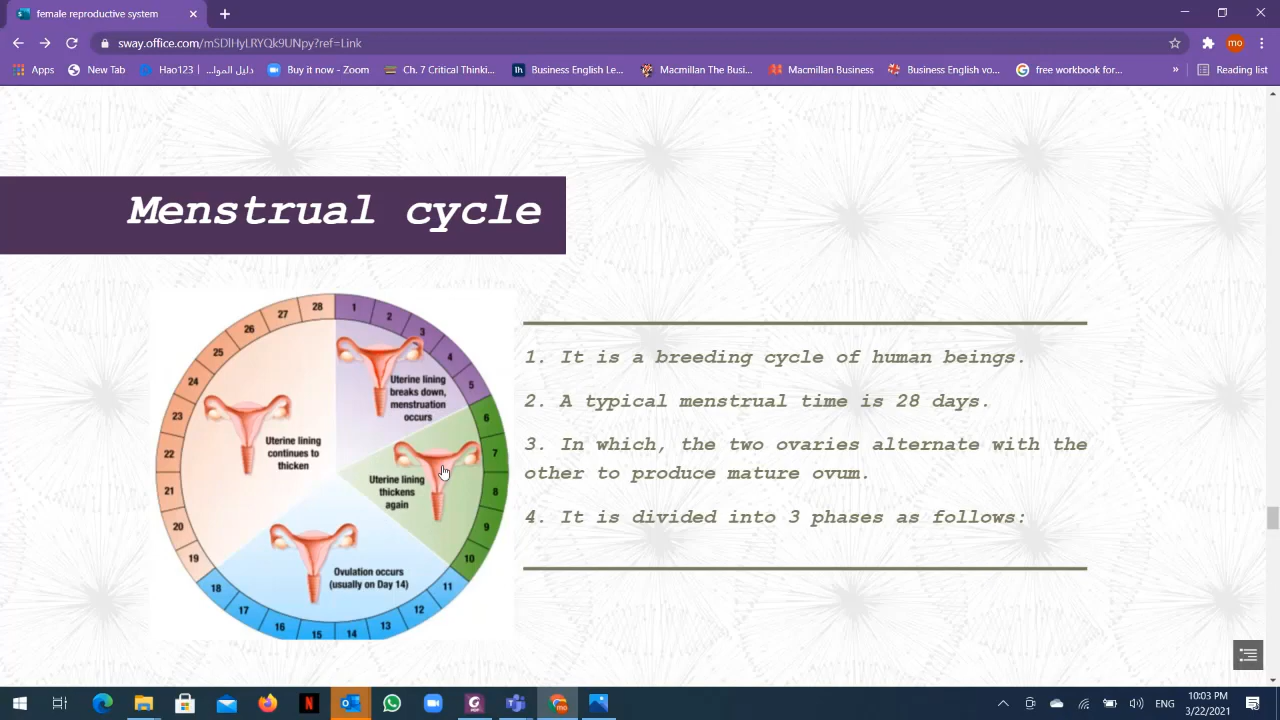 female reproductive system
sway.office.com/mSDlHyLRYQk9UNpy?ref=Link
mo
Apps
New Tab
Hao123 | دليل الموا...
Buy it now - Zoom
Ch. 7 Critical Thinki...
Business English Le...
Macmillan The Busi...
Macmillan Business
Business English vo...
free workbook for...
»
Reading list
Menstrual cycle
28 1 2 3 4 5 6 7 8 9 10 11 12 13 14 15 16 17 18 19 20 21 22 23 24 25 26 27
Uterine lining
breaks down,
menstruation
occurs
Uterine lining
thickens
again
Ovulation occurs
(usually on Day 14)
Uterine lining
continues to
thicken
1. It is a breeding cycle of human beings.
2. A typical menstrual time is 28 days.
3. In which, the two ovaries alternate with the
other to produce mature ovum.
4. It is divided into 3 phases as follows:
ENG
10:03 PM
3/22/2021